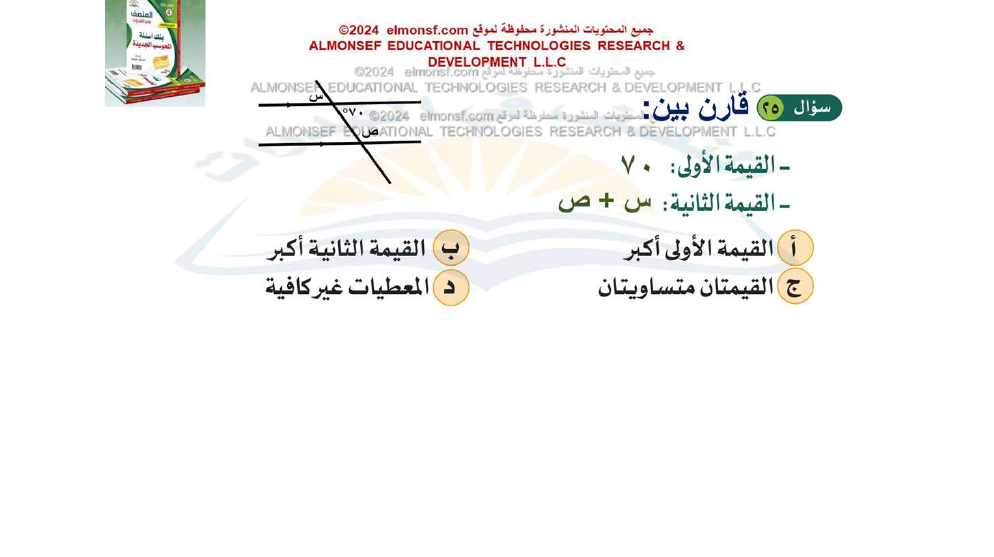 جميع المحتويات المنشورة محفوظة لموقع elmonsf.com ©2024
ALMONSEF EDUCATIONAL TECHNOLOGIES RESEARCH &
DEVELOPMENT L.L.C
جميع المحتويات المنشورة محفوظة لموقع elmonsf.com ©2024
ALMONSEF EDUCATIONAL TECHNOLOGIES RESEARCH & DEVELOPMENT L.L.C
المنصف
بنك أسئلة
المحوسب الجديدة
سؤال ٢٥ قارن بين:
س
٧٠°
ص
المحتويات المنشورة محفوظة لموقع elmonsf.com ©2024
ALMONSEF EDUCATIONAL TECHNOLOGIES RESEARCH & DEVELOPMENT L.L.C
- القيمة الأولى: ٧٠
- القيمة الثانية: س + ص
أ القيمة الأولى أكبر
ب القيمة الثانية أكبر
ج القيمتان متساويتان
د المعطيات غير كافية